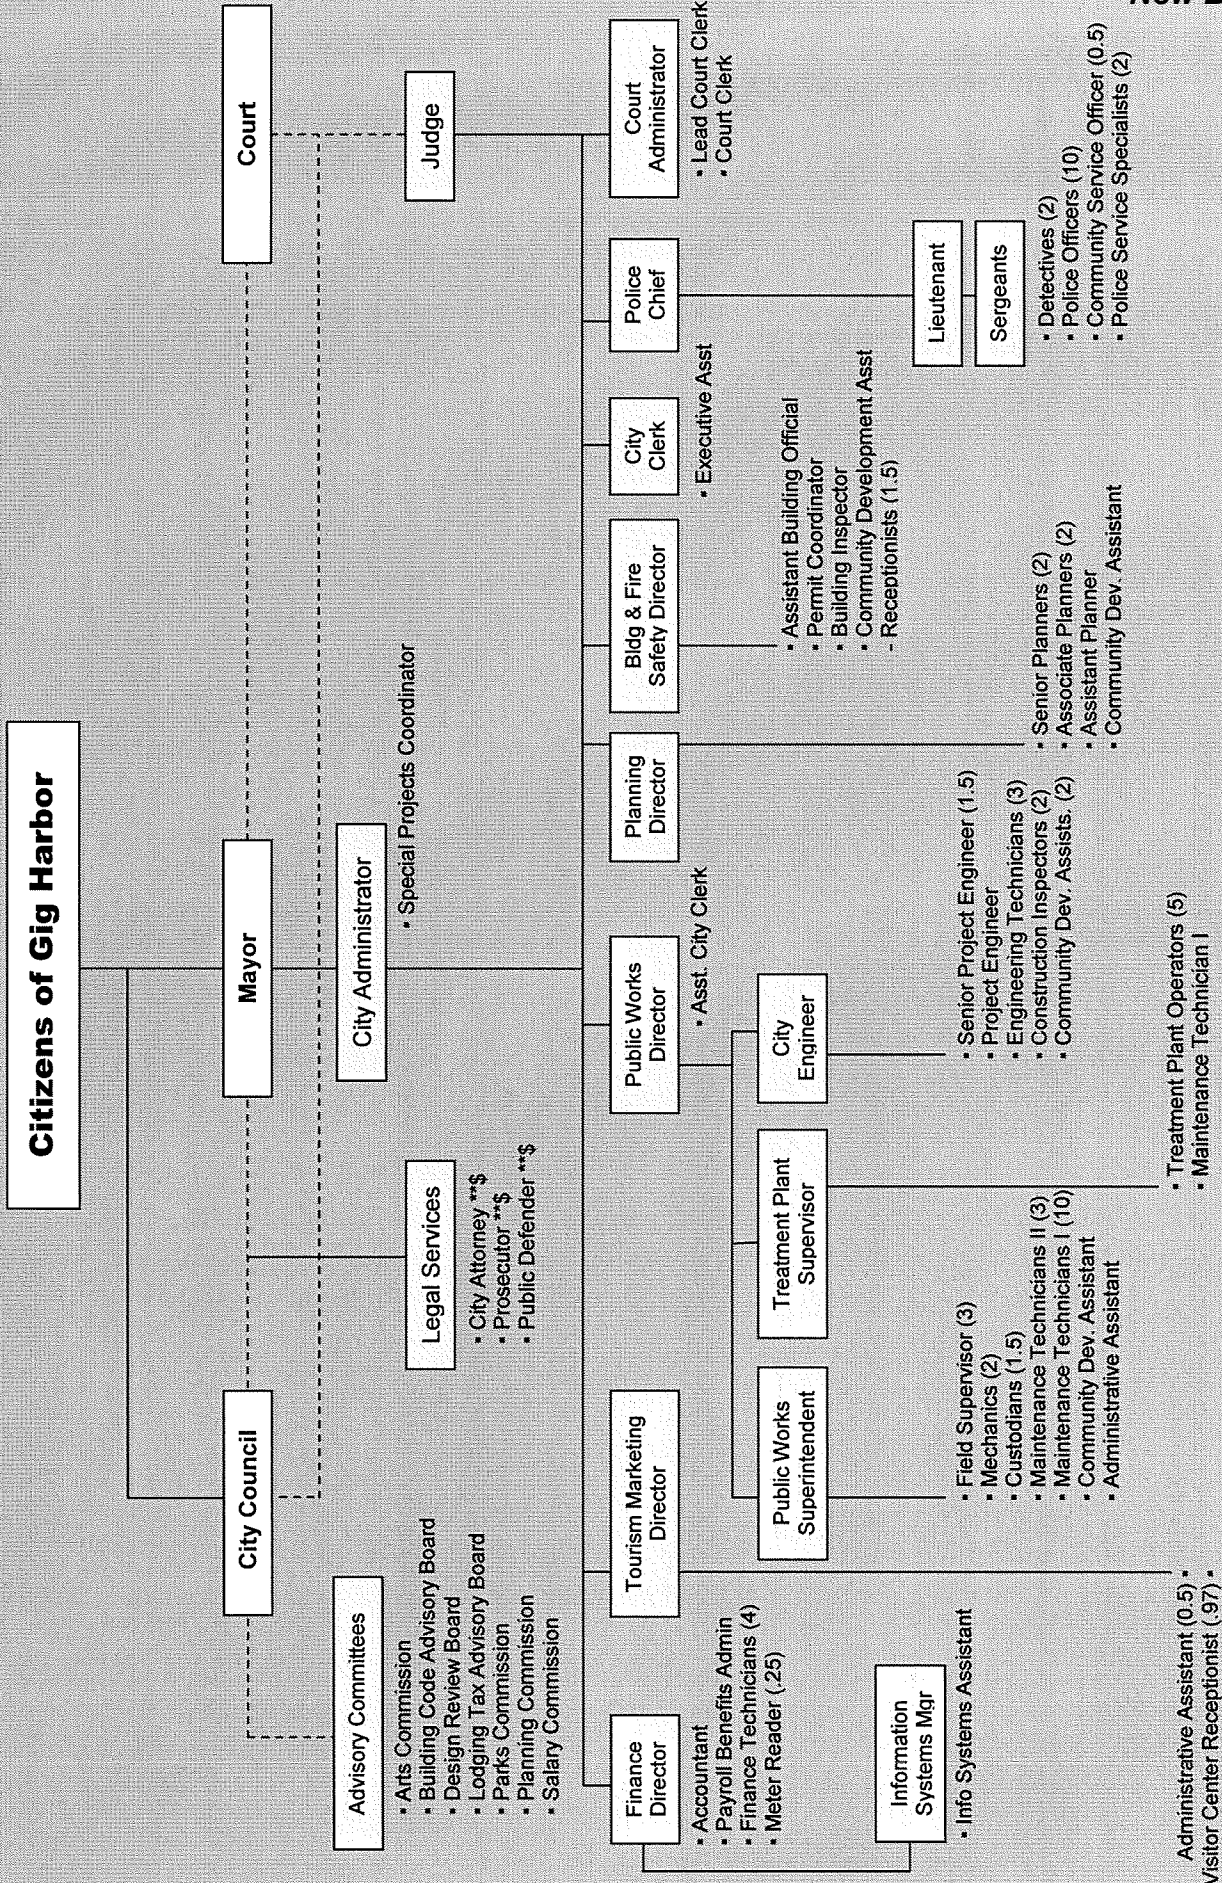 Citizens of Gig Harbor
City Council
Mayor
Court
Advisory Committees
▪ Arts Commission
▪ Building Code Advisory Board
▪ Design Review Board
▪ Lodging Tax Advisory Board
▪ Parks Commission
▪ Planning Commission
▪ Salary Commission
Legal Services
▪ City Attorney **$
▪ Prosecutor **$
▪ Public Defender **$
City Administrator
▪ Special Projects Coordinator
Judge
Finance
Director
▪ Accountant
▪ Payroll Benefits Admin
▪ Finance Technicians (4)
▪ Meter Reader (.25)
Information
Systems Mgr
▪ Info Systems Assistant
Tourism Marketing
Director
Administrative Assistant (0.5) ▪
Visitor Center Receptionist (.97) ▪
Public Works
Director
▪ Asst. City Clerk
Public Works
Superintendent
▪ Field Supervisor (3)
▪ Mechanics (2)
▪ Custodians (1.5)
▪ Maintenance Technicians II (3)
▪ Maintenance Technicians I (10)
▪ Community Dev. Assistant
▪ Administrative Assistant
Treatment Plant
Supervisor
▪ Treatment Plant Operators (5)
▪ Maintenance Technician I
City
Engineer
▪ Senior Project Engineer (1.5)
▪ Project Engineer
▪ Engineering Technicians (3)
▪ Construction Inspectors (2)
▪ Community Dev. Assists. (2)
Planning
Director
▪ Senior Planners (2)
▪ Associate Planners (2)
▪ Assistant Planner
▪ Community Dev. Assistant
Bldg & Fire
Safety Director
▪ Assistant Building Official
▪ Permit Coordinator
▪ Building Inspector
▪ Community Development Asst
- Receptionists (1.5)
City
Clerk
▪ Executive Asst
Police
Chief
Lieutenant
Sergeants
▪ Detectives (2)
▪ Police Officers (10)
▪ Community Service Officer (0.5)
▪ Police Service Specialists (2)
Court
Administrator
▪ Lead Court Clerk
▪ Court Clerk